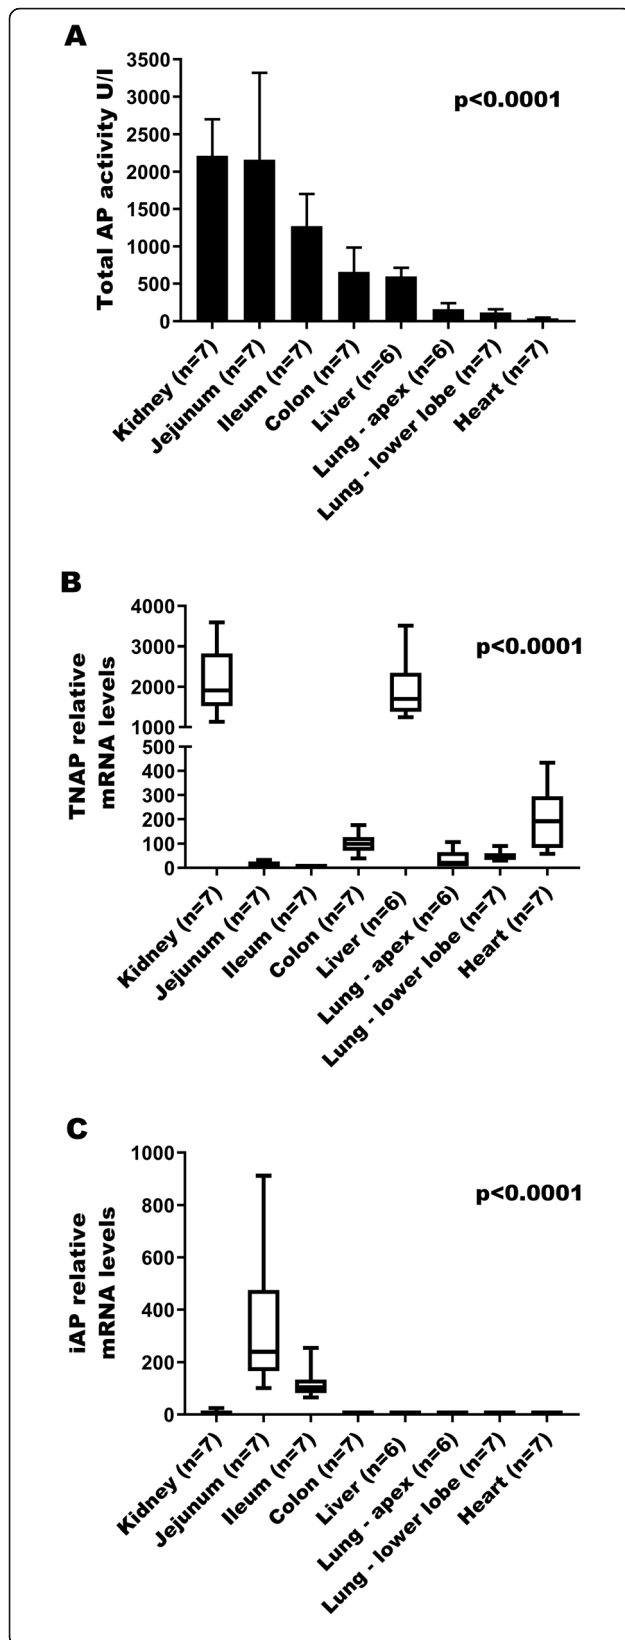 A
Total AP activity U/l
3500
3000
2500
2000
1500
1000
500
0
p<0.0001
Kidney (n=7)
Jejunum (n=7)
Ileum (n=7)
Colon (n=7)
Liver (n=6)
Lung - apex (n=6)
Lung - lower lobe (n=7)
Heart (n=7)
B
TNAP relative
mRNA levels
4000
3000
2000
1000
500
400
300
200
100
0
p<0.0001
Kidney (n=7)
Jejunum (n=7)
Ileum (n=7)
Colon (n=7)
Liver (n=6)
Lung - apex (n=6)
Lung - lower lobe (n=7)
Heart (n=7)
C
iAP relative
mRNA levels
1000
800
600
400
200
0
p<0.0001
Kidney (n=7)
Jejunum (n=7)
Ileum (n=7)
Colon (n=7)
Liver (n=6)
Lung - apex (n=6)
Lung - lower lobe (n=7)
Heart (n=7)